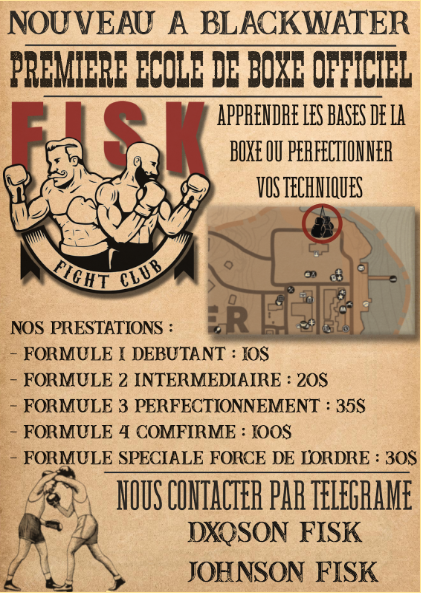 NOUVEAU A BLACKWATER
PREMIERE ECOLE DE BOXE OFFICIEL
FISK
FIGHT CLUB
APPRENDRE LES BASES DE LA
BOXE OU PERFECTIONNER
VOS TECHNIQUES
ER
NOS PRESTATIONS :
- FORMULE 1 DEBUTANT : 10$
- FORMULE 2 INTERMEDIAIRE : 20$
- FORMULE 3 PERFECTIONNEMENT : 35$
- FORMULE 4 COMFIRME : 100$
- FORMULE SPECIALE FORCE DE L'ORDRE : 30$
NOUS CONTACTER PAR TELEGRAME
DXQSON FISK
JOHNSON FISK